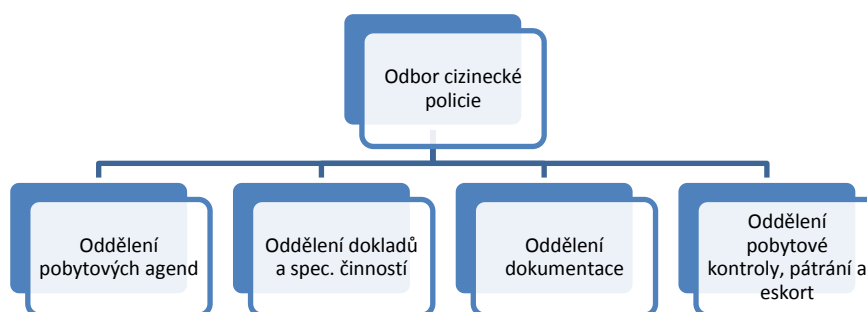 Odbor cizinecké
policie
Oddělení
pobytových agend
Oddělení dokladů
a spec. činností
Oddělení
dokumentace
Oddělení
pobytové
kontroly, pátrání a
eskort